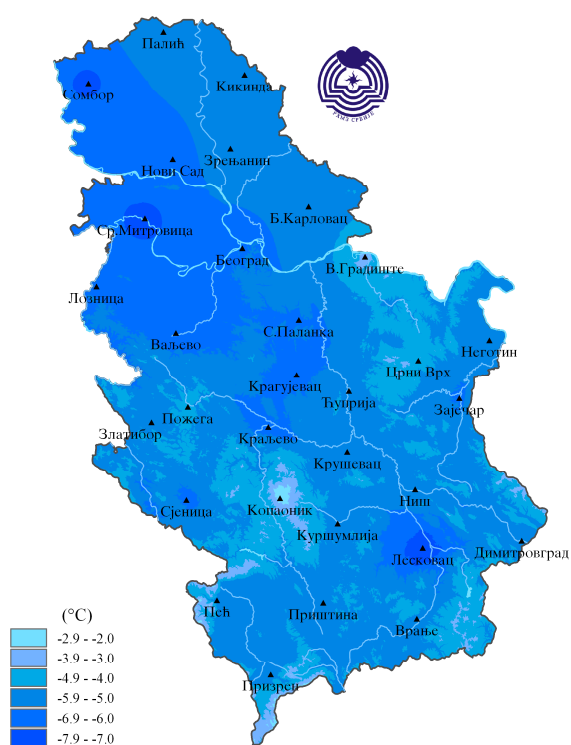 Палић
Кикинда
Сомбор
РХМЗ СРБИЈЕ
Зрењанин
Нови Сад
Б.Карловац
Ср.Митровица
Београд
В.Градиште
Лозница
С.Паланка
Ваљево
Неготин
Црни Врх
Крагујевац
Ћуприја
Зајечар
Пожега
Златибор
Краљево
Крушевац
Ниш
Сјеница
Копаоник
Куршумлија
Лесковац
Димитровград
Пећ
Приштина
Врање
Призрен
(°C)
-2.9 - -2.0
-3.9 - -3.0
-4.9 - -4.0
-5.9 - -5.0
-6.9 - -6.0
-7.9 - -7.0